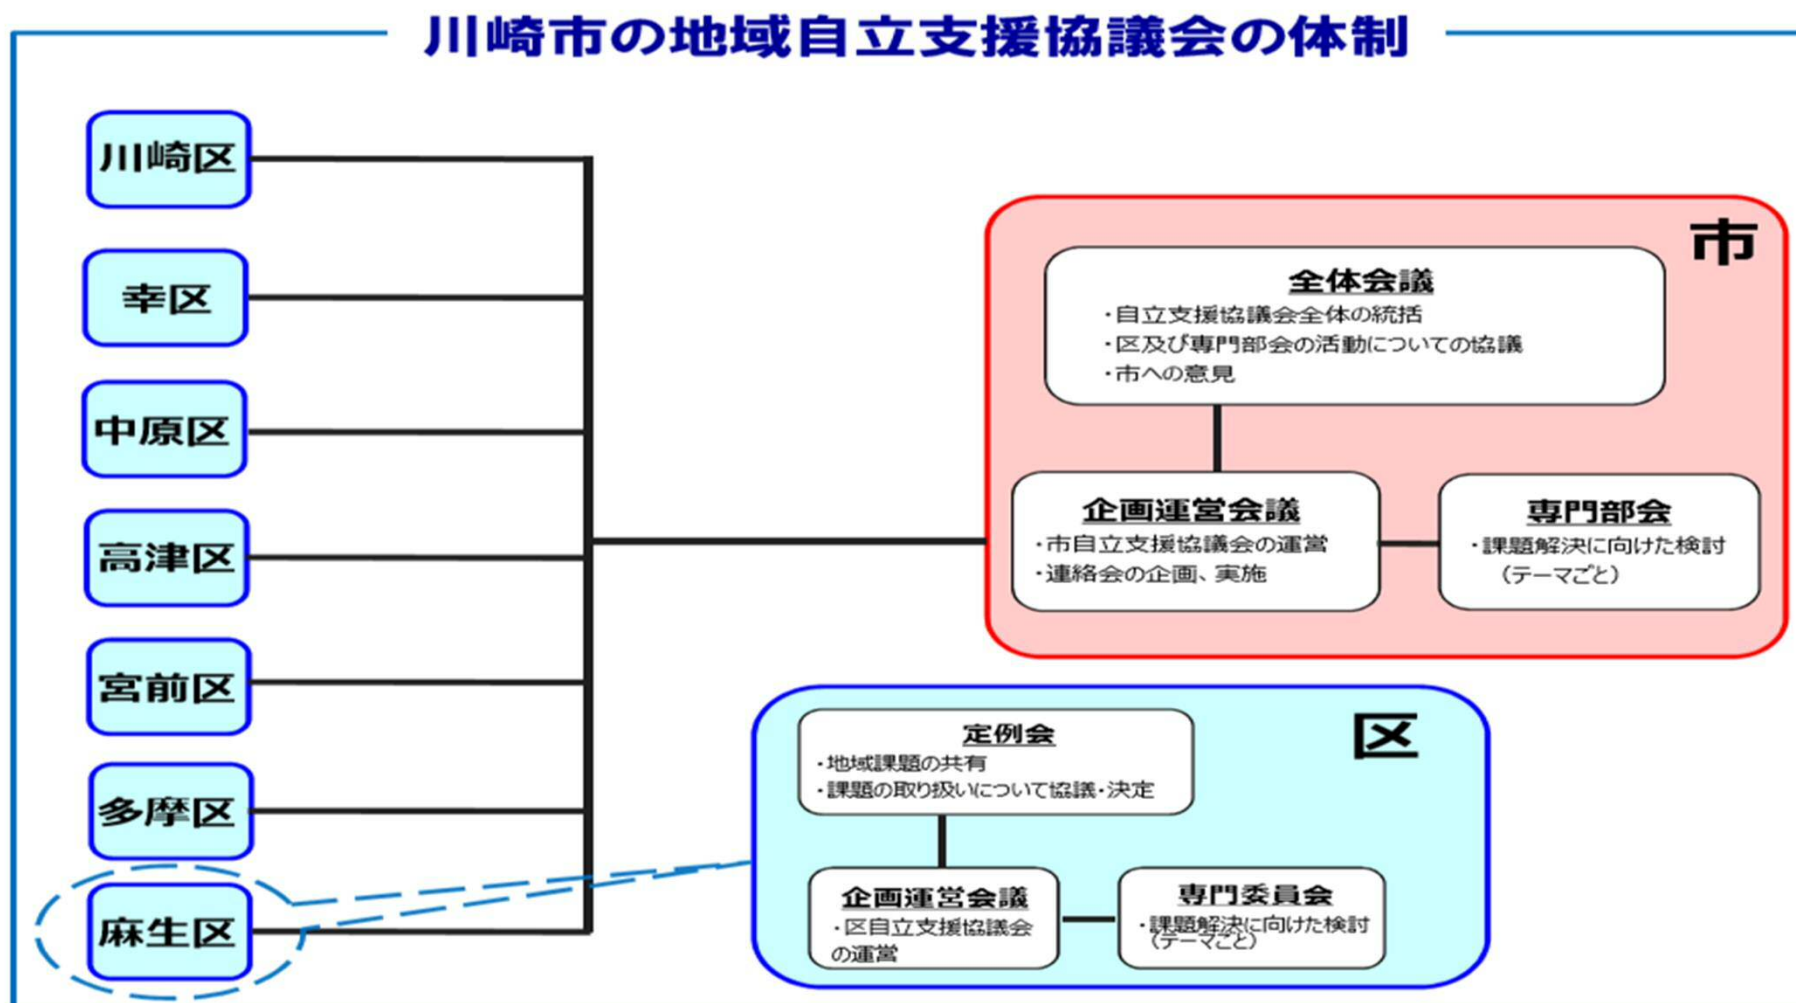 川崎市の地域自立支援協議会の体制
川崎区
幸区
中原区
高津区
宮前区
多摩区
麻生区
市
全体会議
・自立支援協議会全体の統括
・区及び専門部会の活動についての協議
・市への意見
企画運営会議
・市自立支援協議会の運営
・連絡会の企画、実施
専門部会
・課題解決に向けた検討
（テーマごと）
区
定例会
・地域課題の共有
・課題の取り扱いについて協議・決定
企画運営会議
・区自立支援協議会
の運営
専門委員会
・課題解決に向けた検討
（テーマごと）